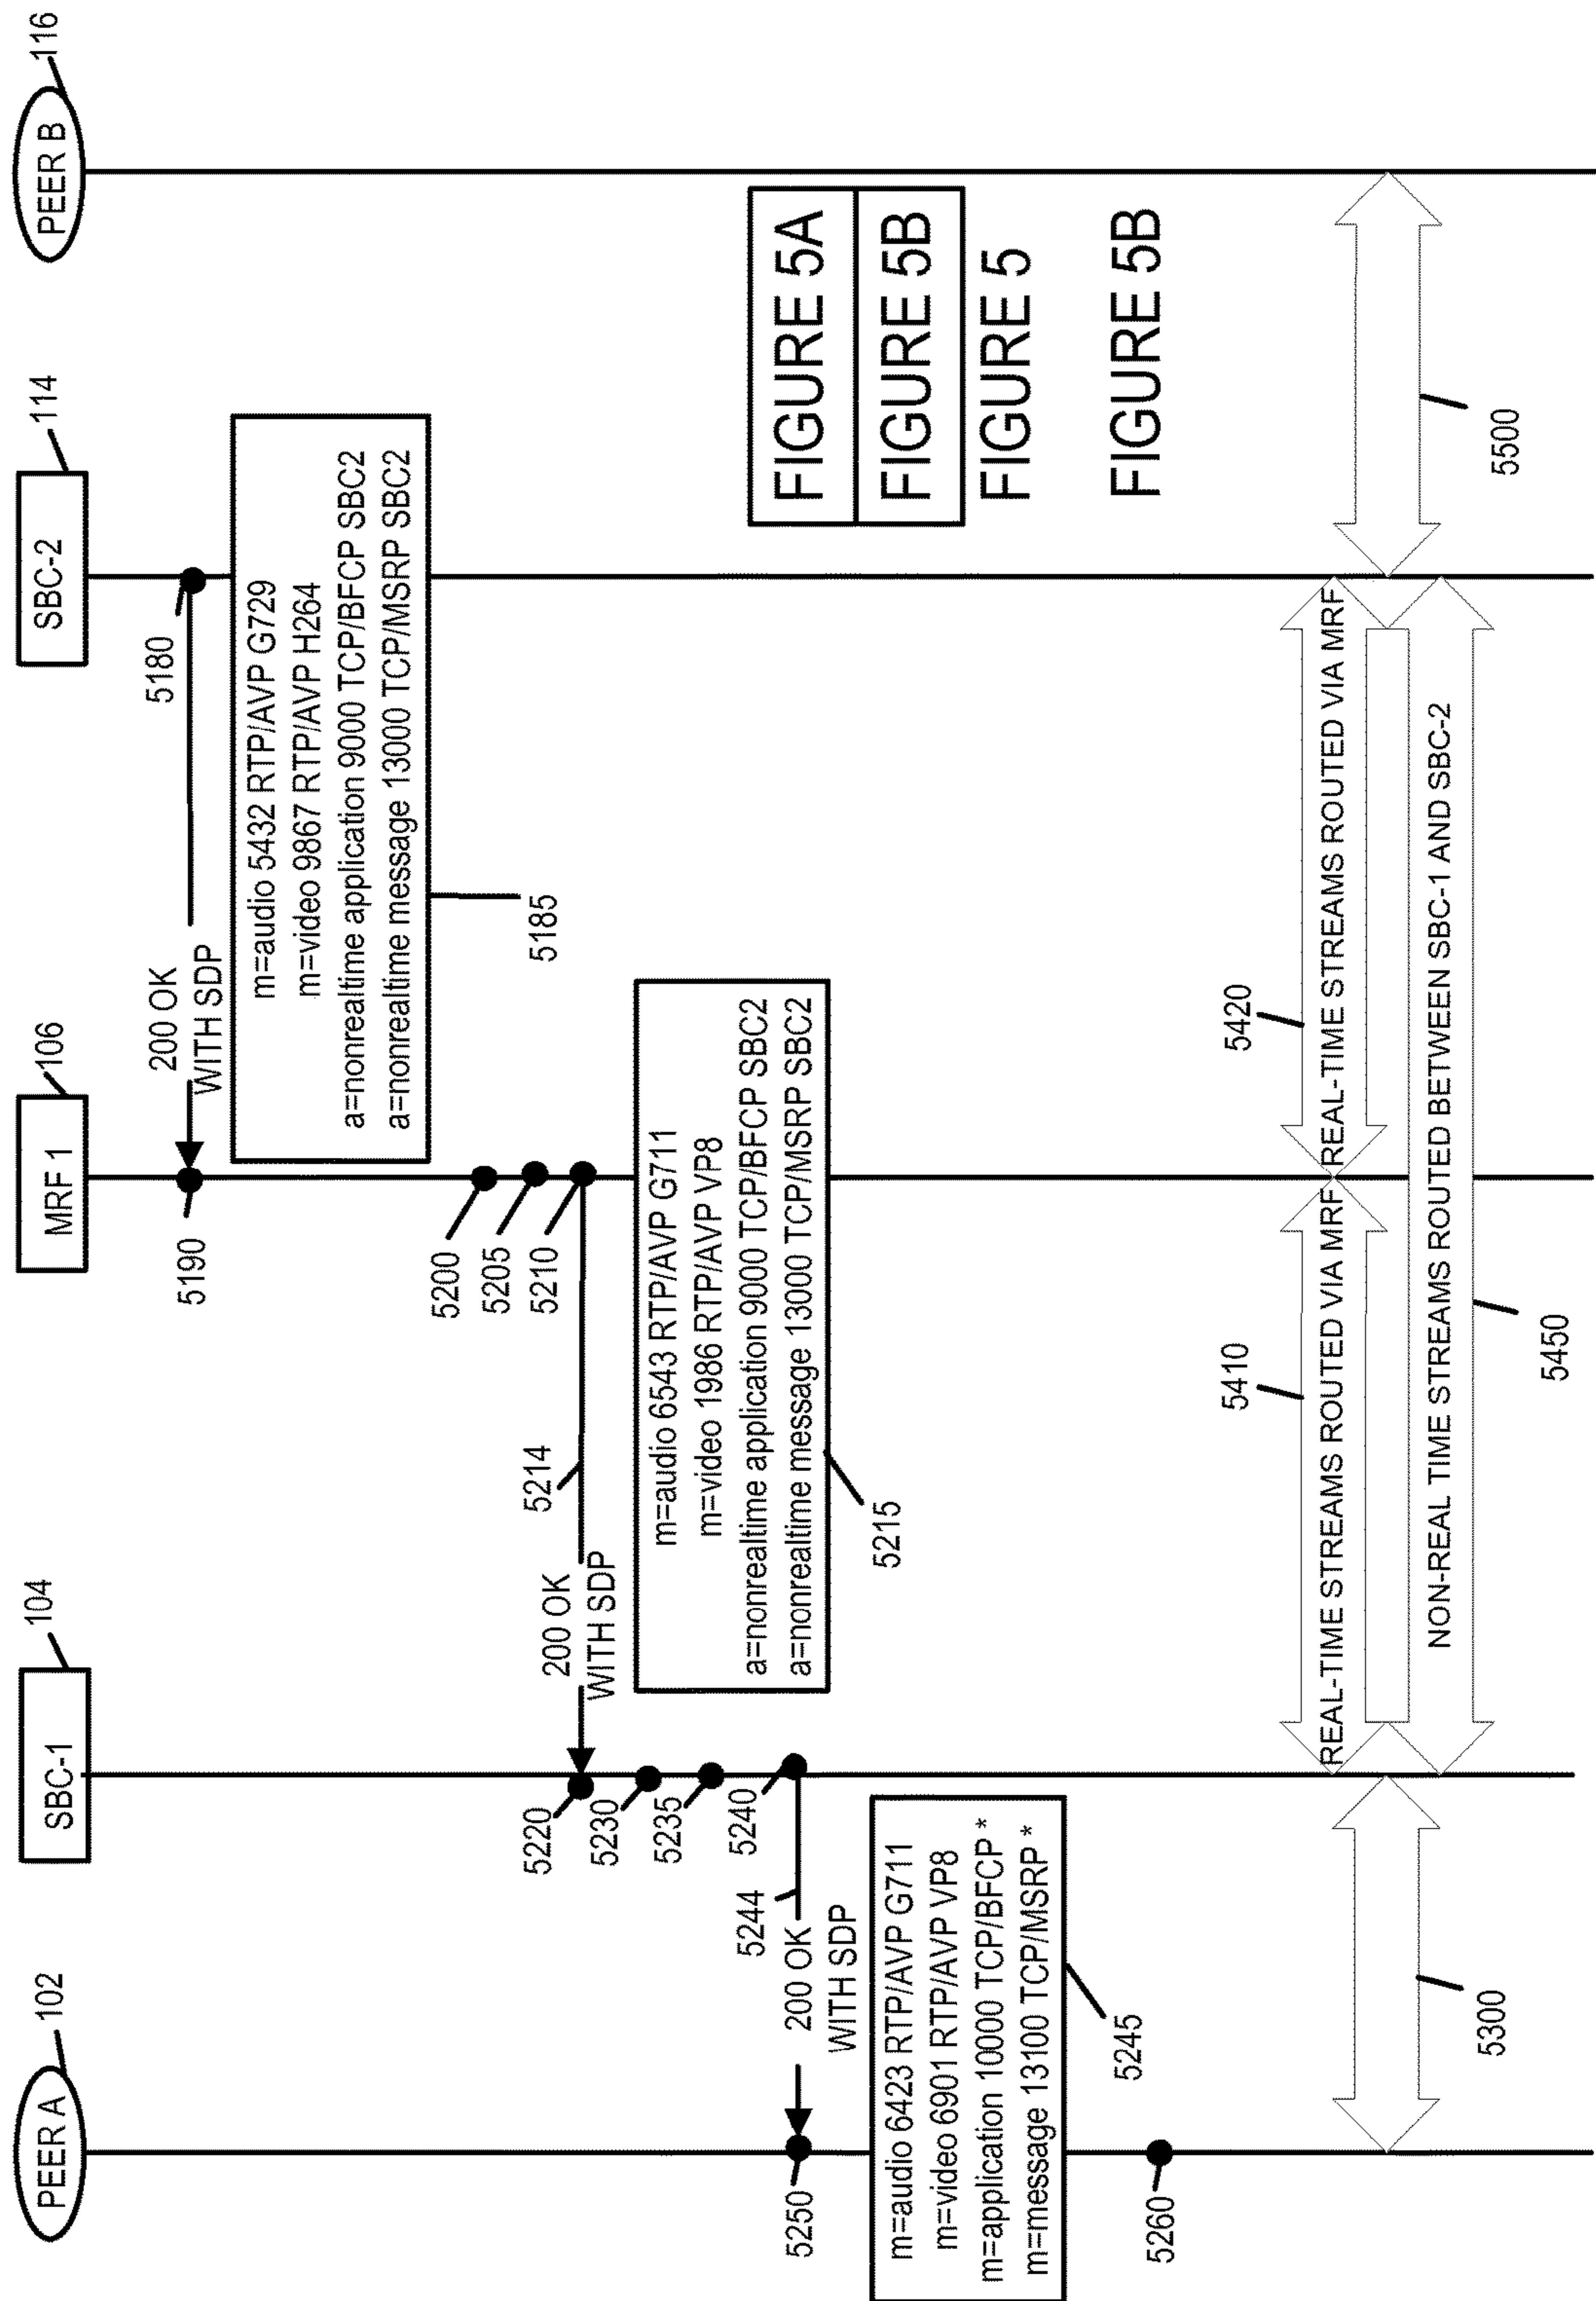 PEER A
102
SBC-1
104
MRF 1
106
SBC-2
114
PEER B
116
5180
200 OK
WITH SDP
5190
m=audio 5432 RTP/AVP G729
m=video 9867 RTP/AVP H264
a=nonrealtime application 9000 TCP/BFCP SBC2
a=nonrealtime message 13000 TCP/MSRP SBC2
5185
5200
5205
5210
5214
200 OK
WITH SDP
5220
m=audio 6543 RTP/AVP G711
m=video 1986 RTP/AVP VP8
a=nonrealtime application 9000 TCP/BFCP SBC2
a=nonrealtime message 13000 TCP/MSRP SBC2
5215
5230
5235
5240
5244
200 OK
WITH SDP
5250
m=audio 6423 RTP/AVP G711
m=video 6901 RTP/AVP VP8
m=application 10000 TCP/BFCP *
m=message 13100 TCP/MSRP *
5245
5260
FIGURE 5A
FIGURE 5B
FIGURE 5
FIGURE 5B
5410
REAL-TIME STREAMS ROUTED VIA MRF
5420
REAL-TIME STREAMS ROUTED VIA MRF
NON-REAL TIME STREAMS ROUTED BETWEEN SBC-1 AND SBC-2
5300
5450
5500